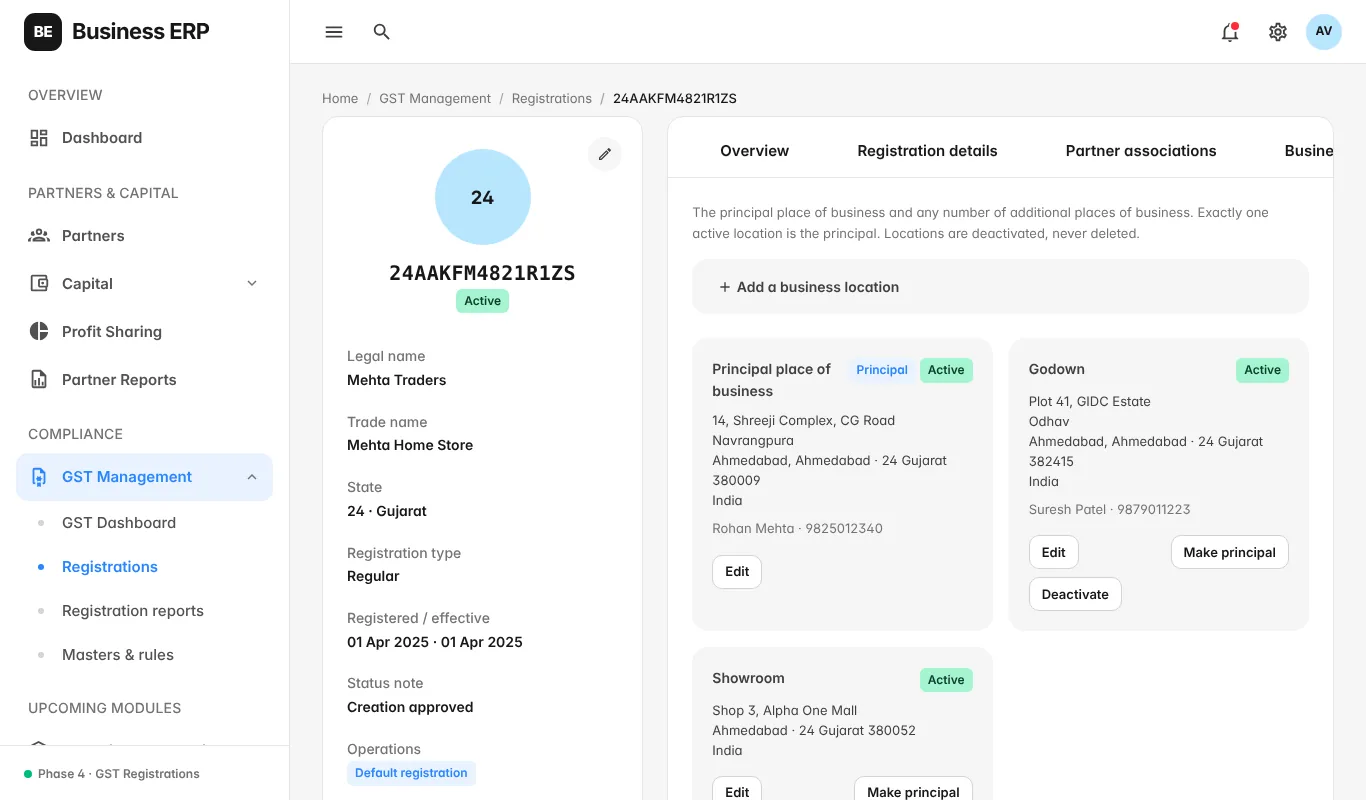 BE Business ERP
AV
OVERVIEW
Dashboard
PARTNERS & CAPITAL
Partners
Capital
Profit Sharing
Partner Reports
COMPLIANCE
GST Management
GST Dashboard
Registrations
Registration reports
Masters & rules
UPCOMING MODULES
Phase 4 · GST Registrations
Home / GST Management / Registrations / 24AAKFM4821R1ZS
24
24AAKFM4821R1ZS
Active
Legal name
Mehta Traders
Trade name
Mehta Home Store
State
24 · Gujarat
Registration type
Regular
Registered / effective
01 Apr 2025 · 01 Apr 2025
Status note
Creation approved
Operations
Default registration
Overview Registration details Partner associations Busine
The principal place of business and any number of additional places of business. Exactly one
active location is the principal. Locations are deactivated, never deleted.
+ Add a business location
Principal place of
business
Principal Active
14, Shreeji Complex, CG Road
Navrangpura
Ahmedabad, Ahmedabad · 24 Gujarat
380009
India
Rohan Mehta · 9825012340
Edit
Godown Active
Plot 41, GIDC Estate
Odhav
Ahmedabad, Ahmedabad · 24 Gujarat
382415
India
Suresh Patel · 9879011223
Edit Make principal
Deactivate
Showroom Active
Shop 3, Alpha One Mall
Ahmedabad · 24 Gujarat 380052
India
Edit Make principal